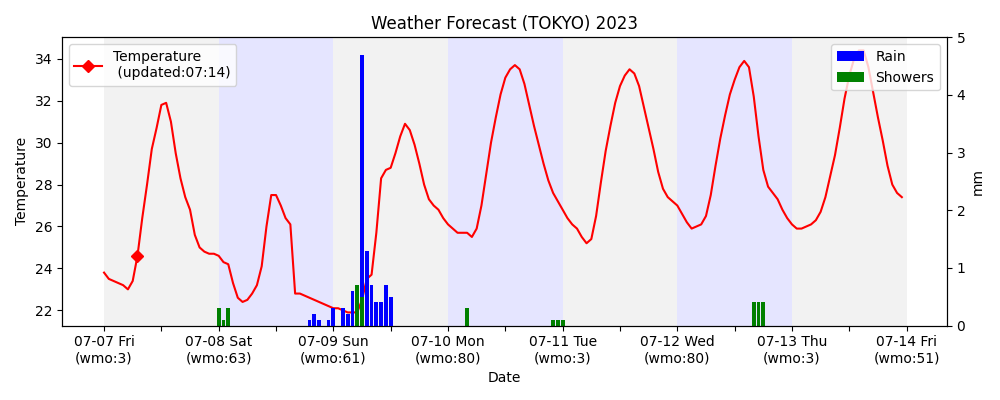 Weather Forecast (TOKYO) 2023
Temperature
(updated:07:14)
Rain
Showers
34
32
30
28
26
24
22
Temperature
5
4
3
2
1
0
mm
07-07 Fri
(wmo:3)
07-08 Sat
(wmo:63)
07-09 Sun
(wmo:61)
07-10 Mon
(wmo:80)
07-11 Tue
(wmo:3)
07-12 Wed
(wmo:80)
07-13 Thu
(wmo:3)
07-14 Fri
(wmo:51)
Date